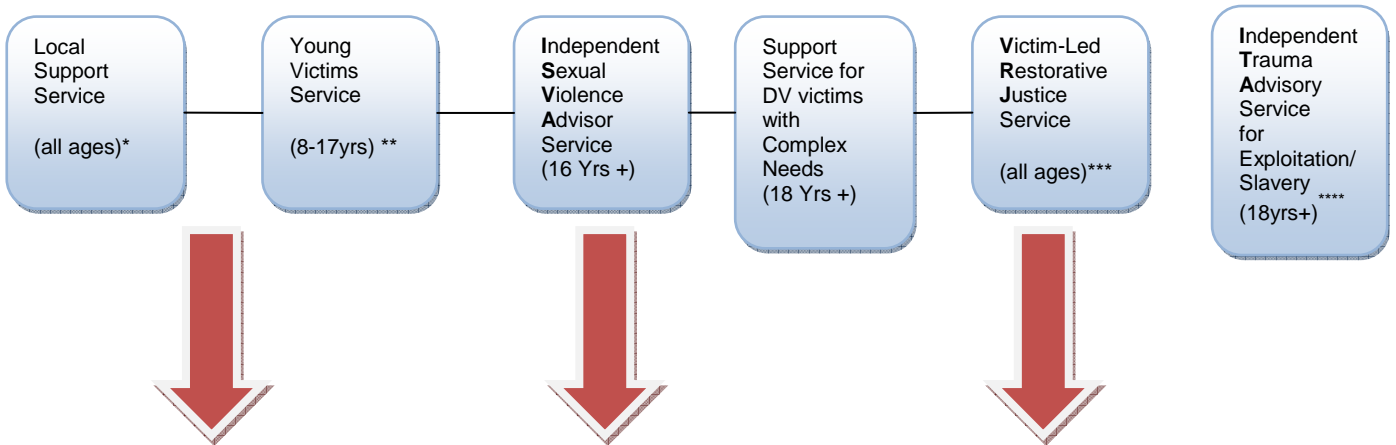 Local
Support
Service
(all ages)*
Young
Victims
Service
(8-17yrs) **
Independent
Sexual
Violence
Advisor
Service
(16 Yrs +)
Support
Service for
DV victims
with
Complex
Needs
(18 Yrs +)
Victim-Led
Restorative
Justice
Service
(all ages)***
Independent
Trauma
Advisory
Service
for
Exploitation/
Slavery
(18yrs+) ****